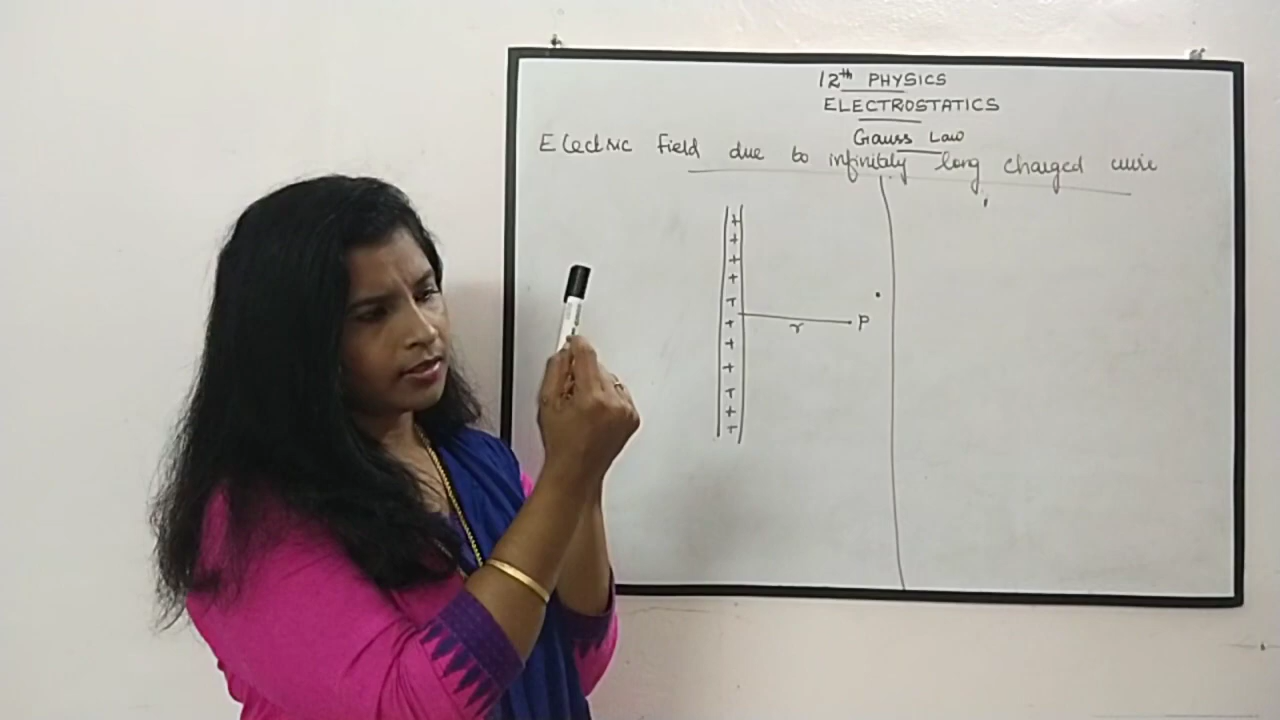 12th PHYSICS
ELECTROSTATICS
Gauss Law
Electric Field due to infinitely long charged wire
+
+
+
+
+
+
+
+
+
+
+
r P